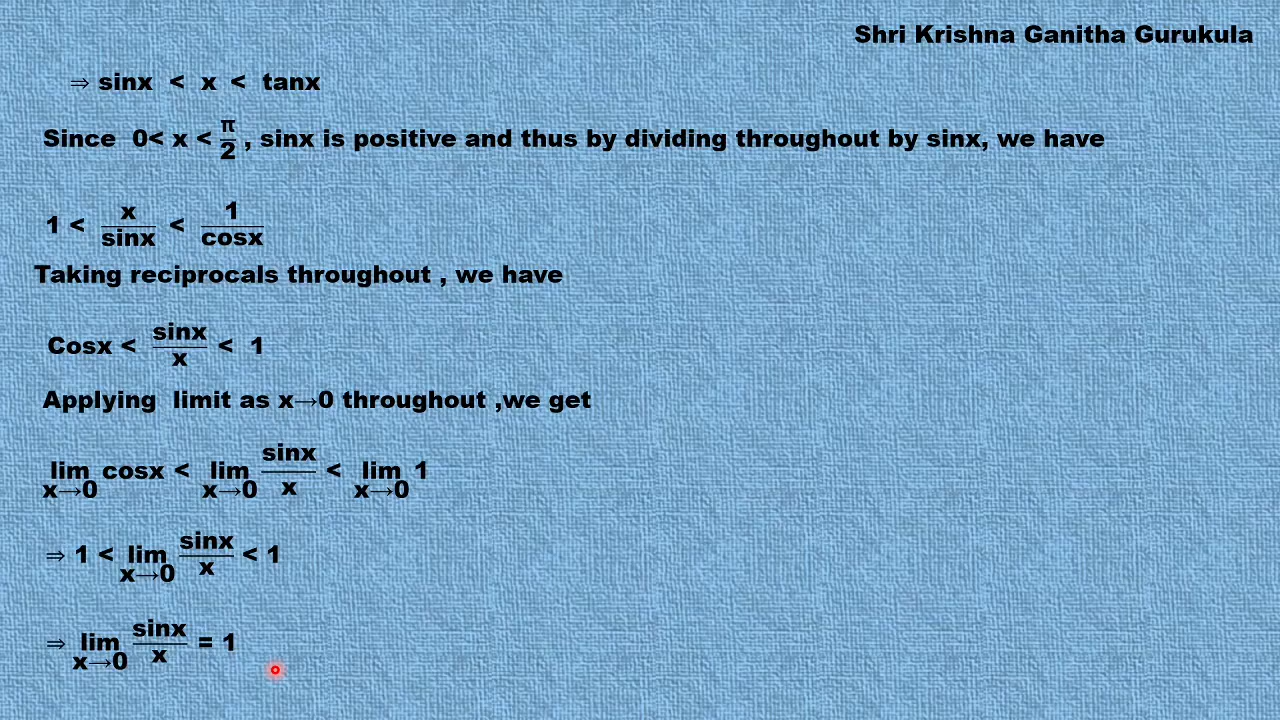 Shri Krishna Ganitha Gurukula
⇒ sinx < x < tanx
Since 0< x < π/2 , sinx is positive and thus by dividing throughout by sinx, we have
1 < x/sinx < 1/cosx
Taking reciprocals throughout , we have
Cosx < sinx/x < 1
Applying limit as x→0 throughout ,we get
lim x→0 cosx < lim x→0 sinx/x < lim x→0 1
⇒ 1 < lim x→0 sinx/x < 1
⇒ lim x→0 sinx/x = 1